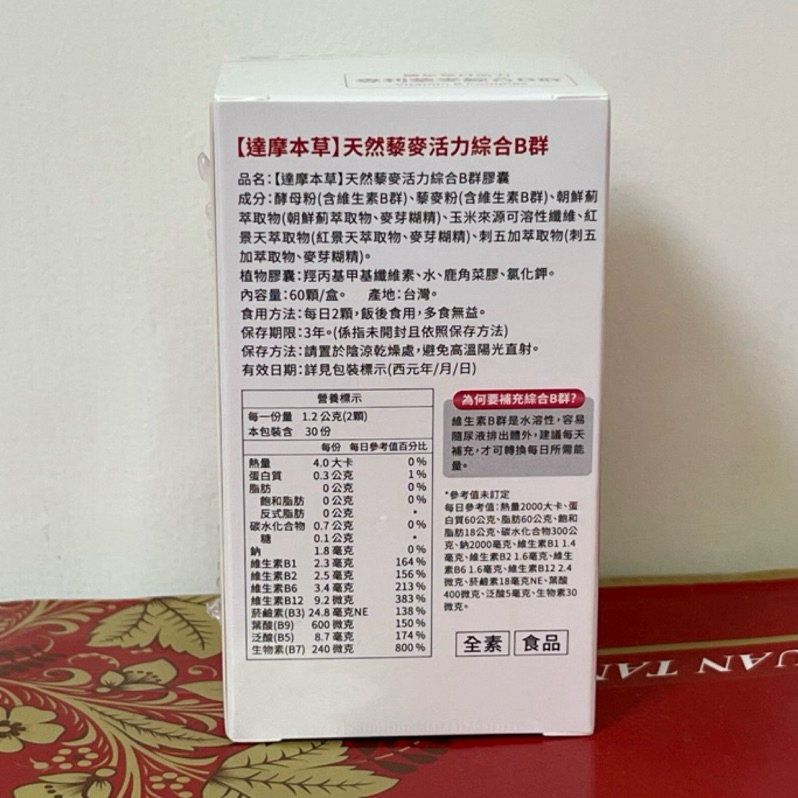 【達摩本草】天然藜麥活力綜合B群
品名:【達摩本草】天然藜麥活力綜合B群膠囊
成分:酵母粉(含維生素B群)、藜麥粉(含維生素B群)、朝鮮薊
萃取物(朝鮮薊萃取物、麥芽糊精)、玉米來源可溶性纖維、紅
景天萃取物(紅景天萃取物、麥芽糊精)、刺五加萃取物(刺五
加萃取物、麥芽糊精)。
植物膠囊:羥丙基甲基纖維素、水、鹿角菜膠、氯化鉀。
內容量:60顆/盒。 產地:台灣。
食用方法:每日2顆,飯後食用,多食無益。
保存期限:3年。(係指未開封且依照保存方法)
保存方法:請置於陰涼乾燥處,避免高溫陽光直射。
有效日期:詳見包裝標示(西元年/月/日)
營養標示
每一份量 1.2 公克(2顆)
本包裝含 30 份
每份 每日參考值百分比
熱量 4.0 大卡 0%
蛋白質 0.3 公克 1%
脂肪 0 公克 0%
飽和脂肪 0 公克 0%
反式脂肪 0 公克 *
碳水化合物 0.7 公克 0%
糖 0.1 公克 *
鈉 1.8 毫克 0%
維生素B1 2.3 毫克 164%
維生素B2 2.5 毫克 156%
維生素B6 3.4 毫克 213%
維生素B12 9.2 微克 383%
菸鹼素(B3) 24.8 毫克NE 138%
葉酸(B9) 600 微克 150%
泛酸(B5) 8.7 毫克 174%
生物素(B7) 240 微克 800%
為何要補充綜合B群?
維生素B群是水溶性,容易
隨尿液排出體外,建議每天
補充,才可轉換每日所需能
量。
*參考值未訂定
每日參考值:熱量2000大卡、蛋
白質60公克、脂肪60公克、飽和
脂肪18公克、碳水化合物300公
克、鈉2000毫克、維生素B1 1.4
毫克、維生素B2 1.6毫克、維生
素B6 1.6毫克、維生素B12 2.4
微克、菸鹼素18毫克NE、葉酸
400微克、泛酸5毫克、生物素30
微克。
全素 食品
UAN TAN